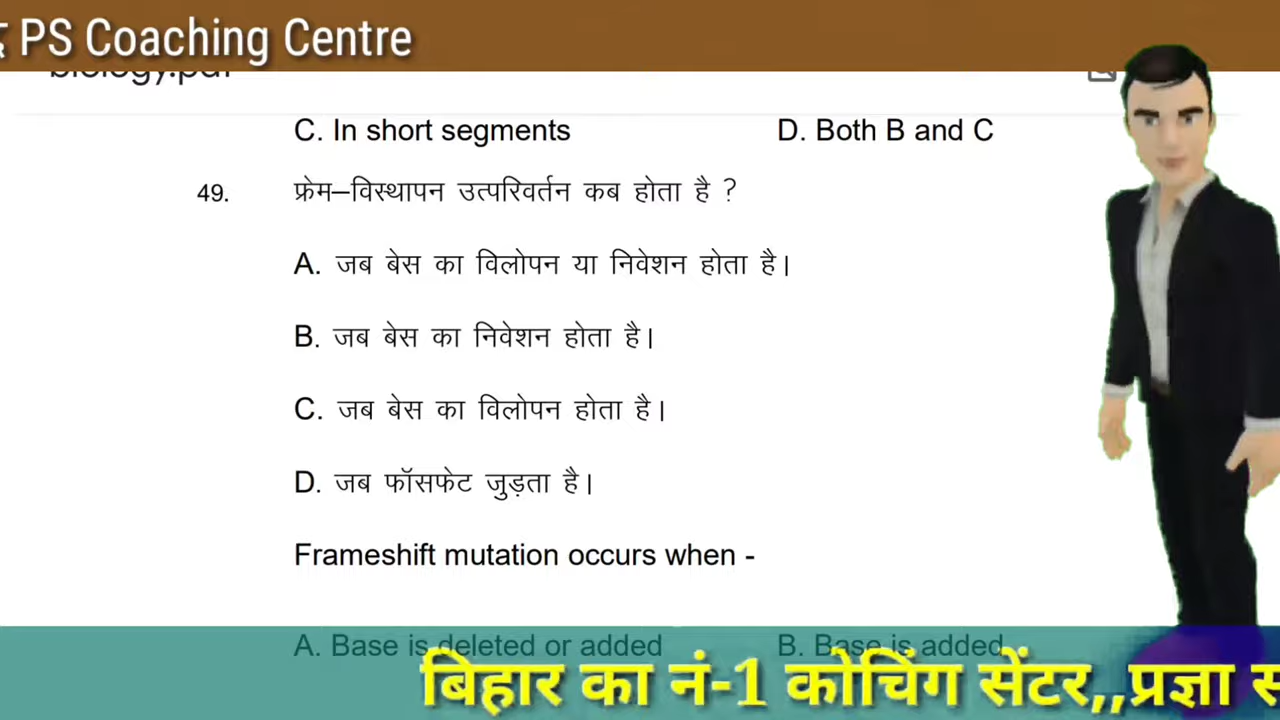 PS Coaching Centre
biology.pdf
C. In short segments D. Both B and C
49. फ्रेम–विस्थापन उत्परिवर्तन कब होता है ?
A. जब बेस का विलोपन या निवेशन होता है।
B. जब बेस का निवेशन होता है।
C. जब बेस का विलोपन होता है।
D. जब फॉसफेट जुड़ता है।
Frameshift mutation occurs when -
A. Base is deleted or added B. Base is added
बिहार का नं-1 कोचिंग सेंटर,,प्रज्ञा